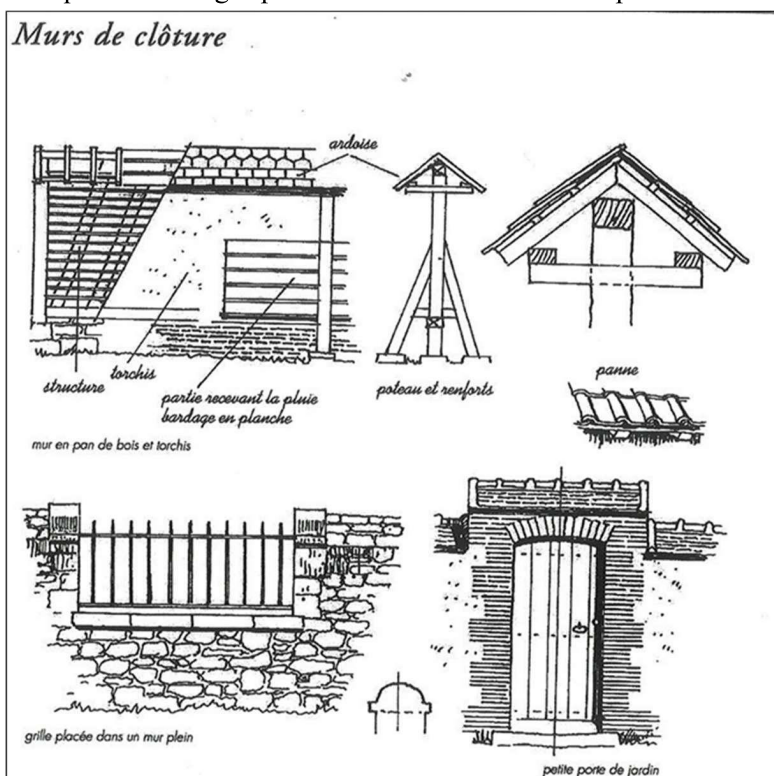 Murs de clôture
ardoise
structure
torchis
partie recevant la pluie
bardage en planche
poteau et renforts
panne
mur en pan de bois et torchis
grille placée dans un mur plein
petite porte de jardin